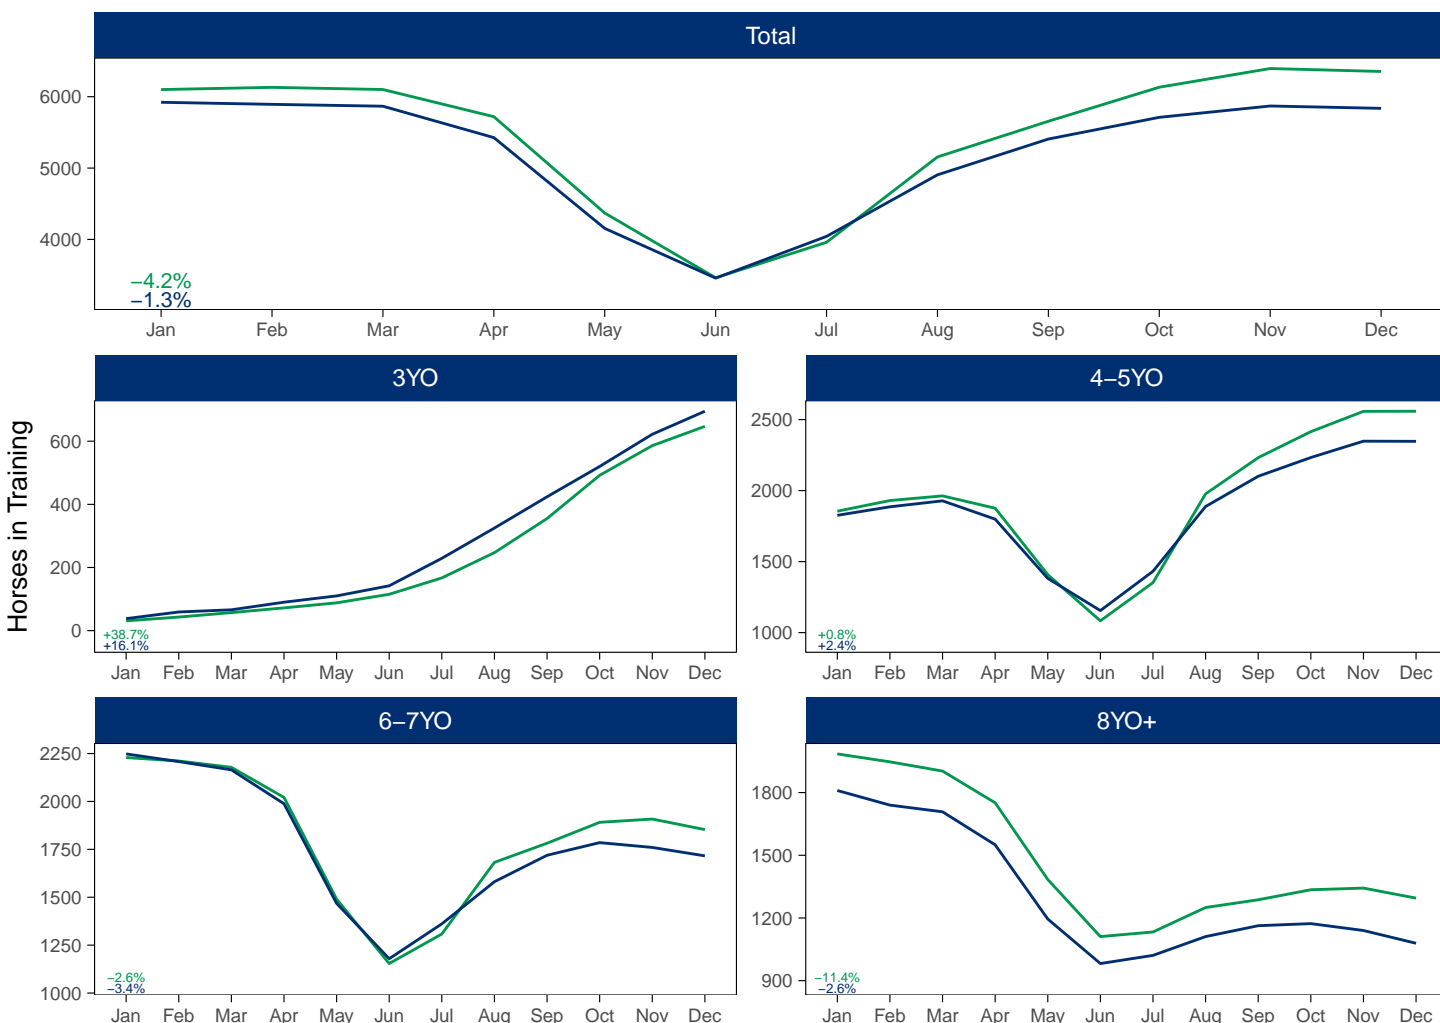 Total
6000
5000
4000
−4.2%
−1.3%
Jan Feb Mar Apr May Jun Jul Aug Sep Oct Nov Dec
Horses in Training
3YO
600
400
200
0
+38.7%
+16.1%
Jan Feb Mar Apr May Jun Jul Aug Sep Oct Nov Dec
4−5YO
2500
2000
1500
1000
+0.8%
+2.4%
Jan Feb Mar Apr May Jun Jul Aug Sep Oct Nov Dec
6−7YO
2250
2000
1750
1500
1250
1000
−2.6%
−3.4%
Jan Feb Mar Apr May Jun Jul Aug Sep Oct Nov Dec
8YO+
1800
1500
1200
900
−11.4%
−2.6%
Jan Feb Mar Apr May Jun Jul Aug Sep Oct Nov Dec